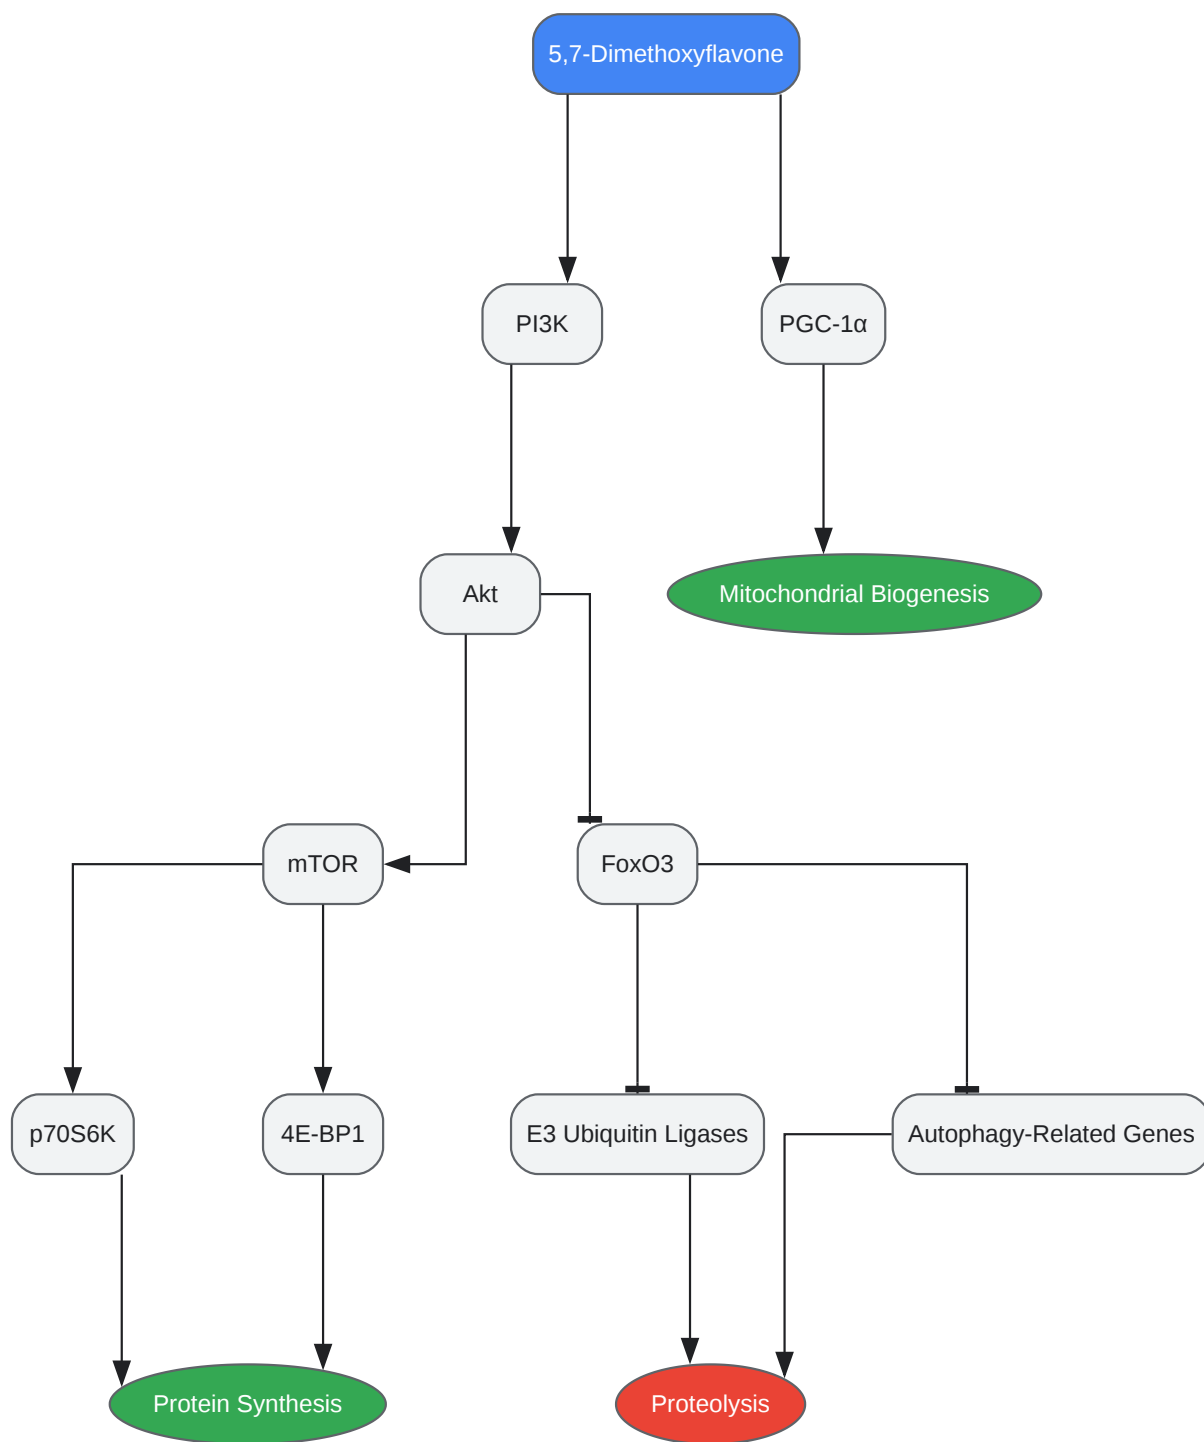 5,7-Dimethoxyflavone
PI3K
PGC-1α
Akt
Mitochondrial Biogenesis
mTOR
FoxO3
p70S6K
4E-BP1
E3 Ubiquitin Ligases
Autophagy-Related Genes
Protein Synthesis
Proteolysis